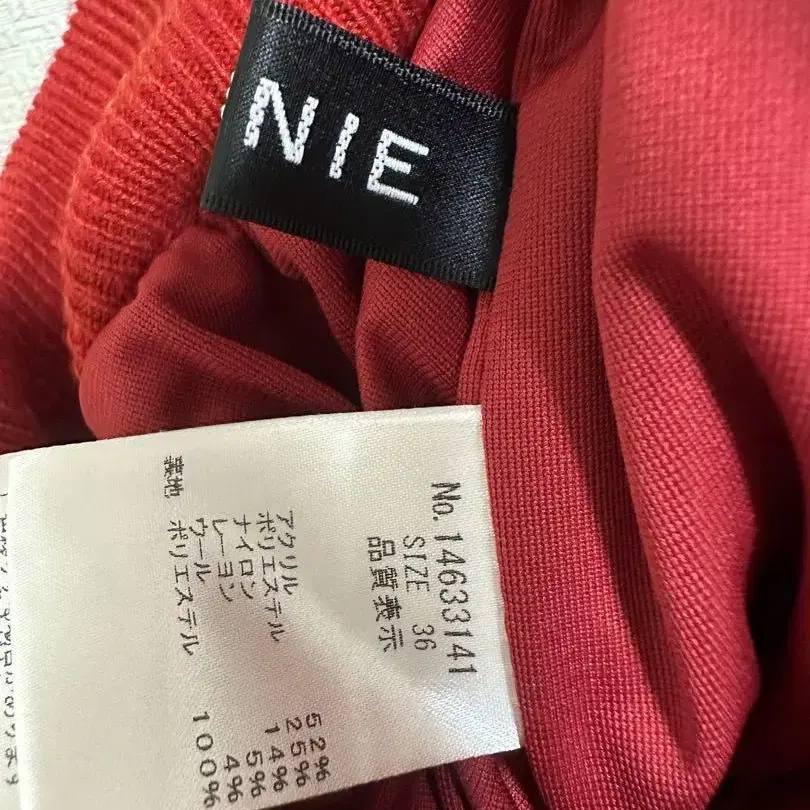 NIE
No. 14633141
SIZE 36
品質表示
アクリル 52%
ポリエステル 25%
ナイロン 14%
レーヨン 5%
ウール 4%
裏地 ポリエステル 100%